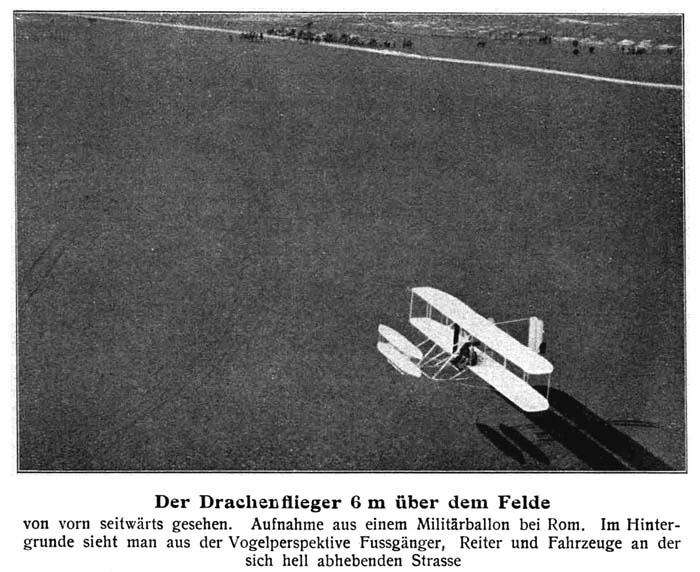 Der Drachenflieger 6 m über dem Felde
von vorn seitwärts gesehen. Aufnahme aus einem Militärballon bei Rom. Im Hinter-
grunde sieht man aus der Vogelperspektive Fussgänger, Reiter und Fahrzeuge an der
sich hell abhebenden Strasse